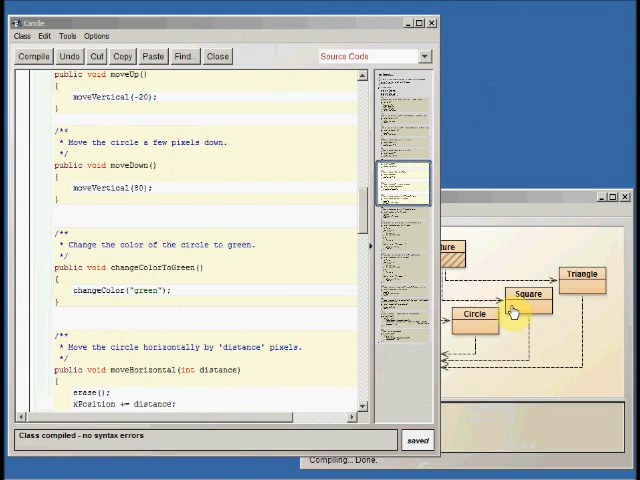 Circle
Class Edit Tools Options
Compile Undo Cut Copy Paste Find... Close Source Code
public void moveUp()
{
moveVertical(-20);
}
/**
* Move the circle a few pixels down.
*/
public void moveDown()
{
moveVertical(80);
}
/**
* Change the color of the circle to green.
*/
public void changeColorToGreen()
{
changeColor("green");
}
/**
* Move the circle horizontally by 'distance' pixels.
*/
public void moveHorizontal(int distance)
{
erase();
xPosition += distance;
Class compiled - no syntax errors
saved
ture
Triangle
Square
Circle
Compiling... Done.